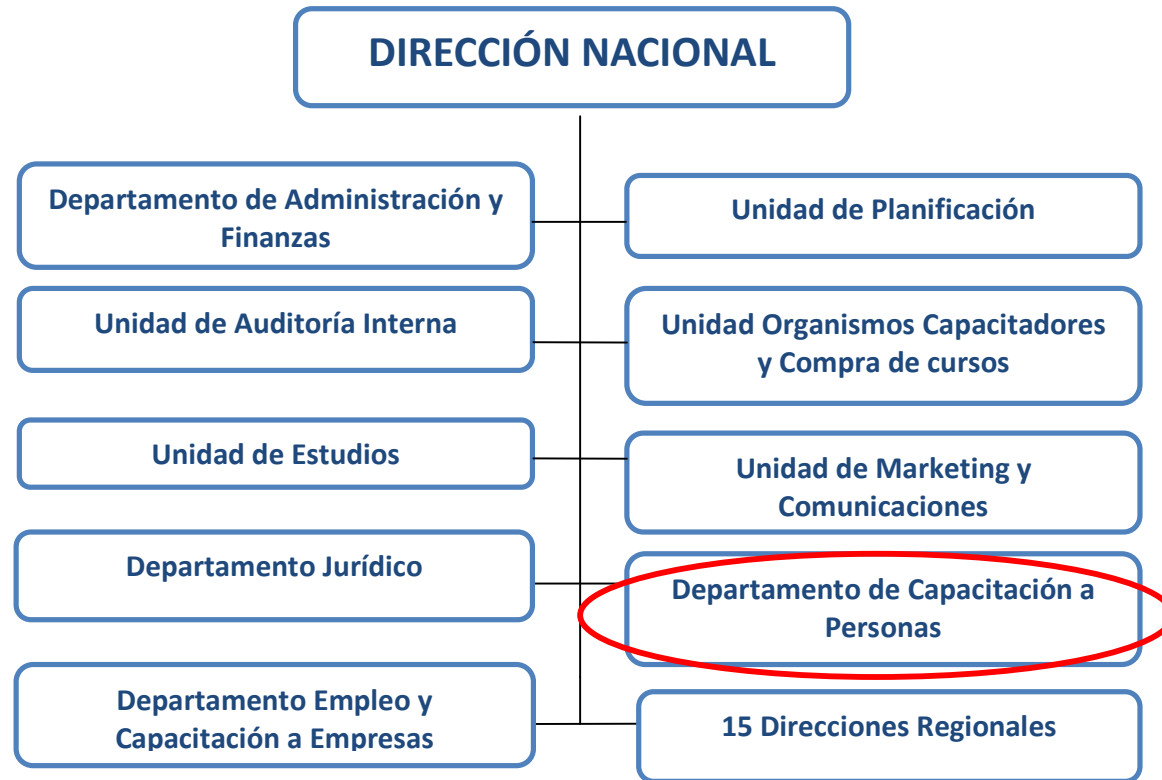 DIRECCIÓN NACIONAL
Departamento de Administración y
Finanzas
Unidad de Planificación
Unidad de Auditoría Interna
Unidad Organismos Capacitadores
y Compra de cursos
Unidad de Estudios
Unidad de Marketing y
Comunicaciones
Departamento Jurídico
Departamento de Capacitación a
Personas
Departamento Empleo y
Capacitación a Empresas
15 Direcciones Regionales